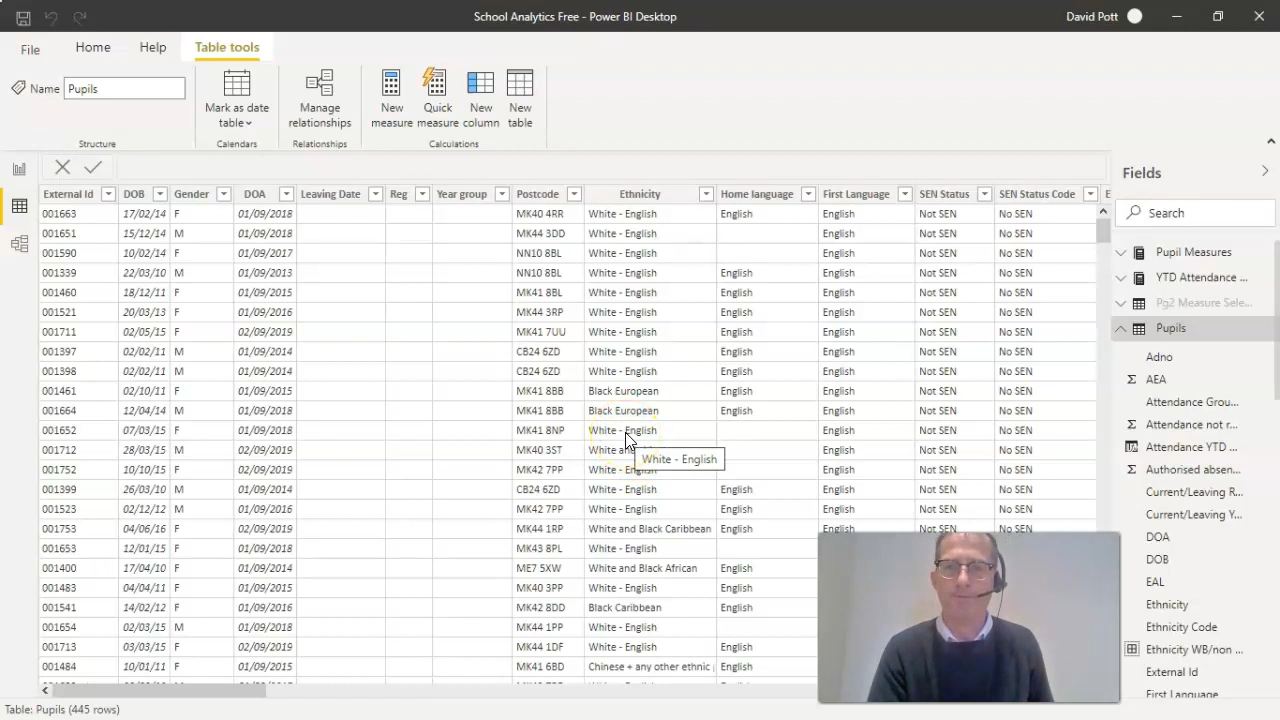 School Analytics Free - Power BI Desktop
David Pott
File Home Help Table tools
Name Pupils
Mark as date table
Manage relationships
New measure
Quick measure
New column
New table
Structure Calendars Relationships Calculations
External Id DOB Gender DOA Leaving Date Reg Year group Postcode Ethnicity Home language First Language SEN Status SEN Status Code E
001663 17/02/14 F 01/09/2018 MK40 4RR White - English English English Not SEN No SEN
001651 15/12/14 M 01/09/2018 MK44 3DD White - English English Not SEN No SEN
001590 10/02/14 F 01/09/2017 NN10 8BL White - English English Not SEN No SEN
001339 22/03/10 M 01/09/2013 NN10 8BL White - English English English Not SEN No SEN
001460 18/12/11 F 01/09/2015 MK41 8BL White - English English English Not SEN No SEN
001521 20/03/13 F 01/09/2016 MK44 3RP White - English English English Not SEN No SEN
001711 02/05/15 F 02/09/2019 MK41 7UU White - English English English Not SEN No SEN
001397 02/02/11 M 01/09/2014 CB24 6ZD White - English English English Not SEN No SEN
001398 02/02/11 M 01/09/2014 CB24 6ZD White - English English English Not SEN No SEN
001461 02/10/11 F 01/09/2015 MK41 8BB Black European English English Not SEN No SEN
001664 12/04/14 M 01/09/2018 MK41 8BB Black European English English Not SEN No SEN
001652 07/03/15 F 01/09/2018 MK41 8NP White - English English Not SEN No SEN
001712 28/03/15 M 02/09/2019 MK40 3ST White English Not SEN No SEN
White - English
001752 10/10/15 F 02/09/2019 MK42 7PP White - English English Not SEN No SEN
001399 26/03/10 M 01/09/2014 CB24 6ZD White - English English English Not SEN No SEN
001523 02/12/12 M 01/09/2016 MK42 7PP White - English English English Not SEN No SEN
001753 04/06/16 F 02/09/2019 MK44 1RP White and Black Caribbean English English Not SEN No SEN
001653 12/01/15 F 01/09/2018 MK43 8PL White - English
001400 17/04/10 F 01/09/2014 ME7 5XW White and Black African English
001483 04/04/11 F 01/09/2015 MK40 3PP White - English English
001541 14/02/12 F 01/09/2016 MK42 8DD Black Caribbean English
001654 02/03/15 M 01/09/2018 MK44 1PP White - English
001713 03/03/15 F 02/09/2019 MK44 1DF White - English English
001484 10/01/11 F 01/09/2015 MK41 6BD Chinese + any other ethnic English
Fields
Search
Pupil Measures
YTD Attendance ...
Pg2 Measure Sele...
Pupils
Adno
AEA
Attendance Grou...
Attendance not r...
Attendance YTD ...
Authorised absen...
Current/Leaving R...
Current/Leaving Y...
DOA
DOB
EAL
Ethnicity
Ethnicity Code
Ethnicity WB/non ...
External Id
First Language
Table: Pupils (445 rows)